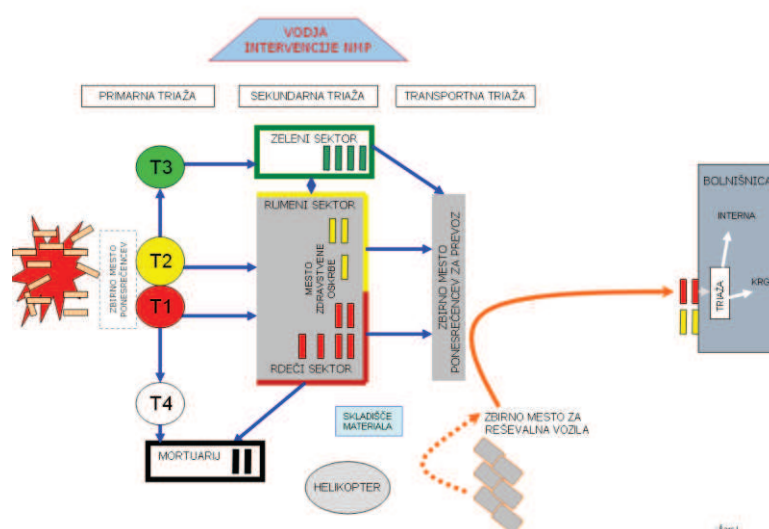 VODJA
INTERVENCIJE NMP
PRIMARNA TRIAŽA
SEKUNDARNA TRIAŽA
TRANSPORTNA TRIAŽA
ZELENI SEKTOR
T3
RUMENI SEKTOR
T2
T1
ZBIRNO MESTO
PONESREČENCEV
MESTO
ZDRAVSTVENE
OSKRBE
RDEČI SEKTOR
ZBIRNO MESTO
PONESREČENCEV ZA PREVOZ
BOLNIŠNICA
INTERNA
TRIAŽA
KRG
T4
MORTUARIJ
SKLADIŠČE
MATERIALA
HELIKOPTER
ZBIRNO MESTO ZA
REŠEVALNA VOZILA